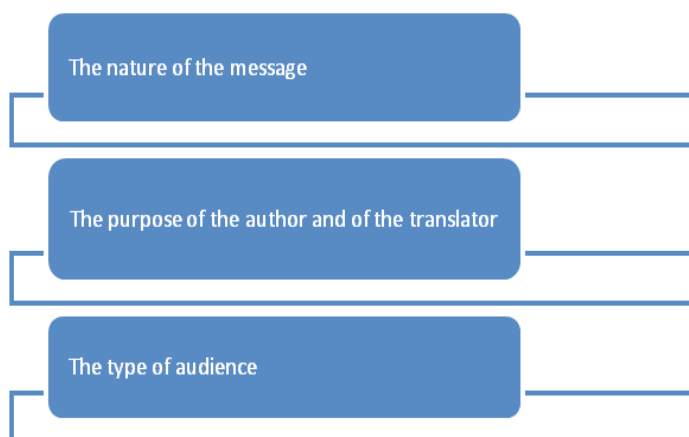 The nature of the message
The purpose of the author and of the translator
The type of audience